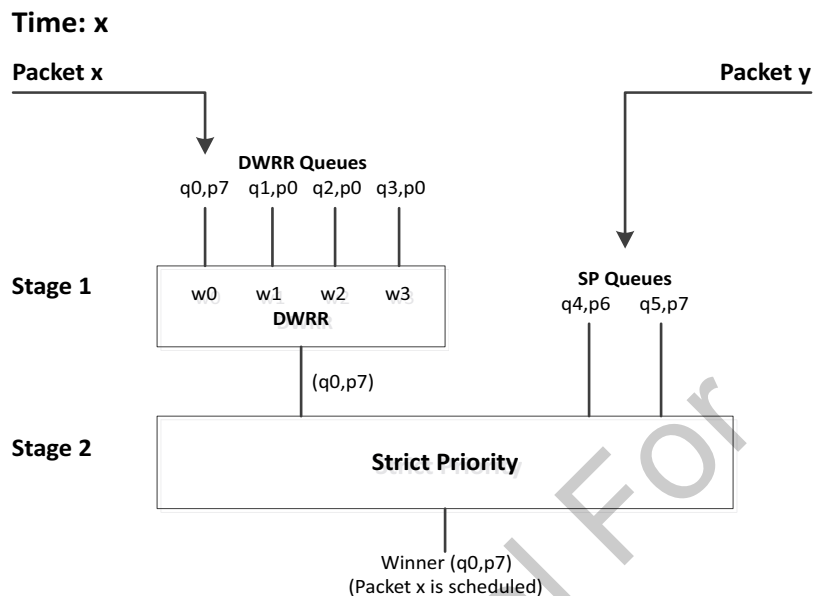 Time: x
Packet x
Packet y
DWRR Queues
q0,p7 q1,p0 q2,p0 q3,p0
Stage 1
w0 w1 w2 w3
DWRR
SP Queues
q4,p6 q5,p7
(q0,p7)
Stage 2
Strict Priority
Winner (q0,p7)
(Packet x is scheduled)
l For